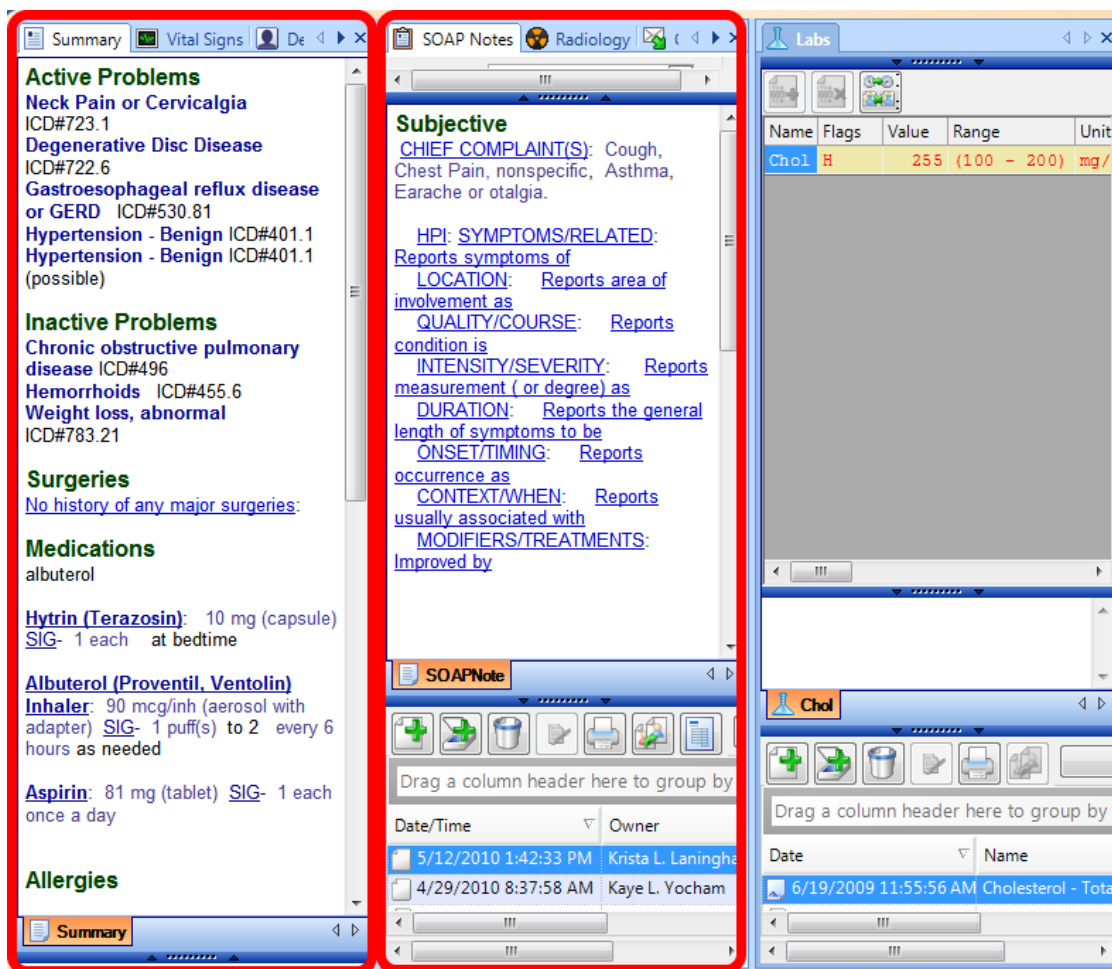 Summary Vital Signs De
Active Problems
Neck Pain or Cervicalgia
ICD#723.1
Degenerative Disc Disease
ICD#722.6
Gastroesophageal reflux disease
or GERD ICD#530.81
Hypertension - Benign ICD#401.1
Hypertension - Benign ICD#401.1
(possible)
Inactive Problems
Chronic obstructive pulmonary
disease ICD#496
Hemorrhoids ICD#455.6
Weight loss, abnormal
ICD#783.21
Surgeries
No history of any major surgeries:
Medications
albuterol
Hytrin (Terazosin): 10 mg (capsule)
SIG- 1 each at bedtime
Albuterol (Proventil, Ventolin)
Inhaler: 90 mcg/inh (aerosol with
adapter) SIG- 1 puff(s) to 2 every 6
hours as needed
Aspirin: 81 mg (tablet) SIG- 1 each
once a day
Allergies
Summary
SOAP Notes Radiology
Subjective
CHIEF COMPLAINT(S): Cough,
Chest Pain, nonspecific, Asthma,
Earache or otalgia.
HPI: SYMPTOMS/RELATED:
Reports symptoms of
LOCATION: Reports area of
involvement as
QUALITY/COURSE: Reports
condition is
INTENSITY/SEVERITY: Reports
measurement ( or degree) as
DURATION: Reports the general
length of symptoms to be
ONSET/TIMING: Reports
occurrence as
CONTEXT/WHEN: Reports
usually associated with
MODIFIERS/TREATMENTS:
Improved by
SOAPNote
Drag a column header here to group by
Date/Time Owner
5/12/2010 1:42:33 PM Krista L. Laningha
4/29/2010 8:37:58 AM Kaye L. Yocham
Labs
Name Flags Value Range Unit
Chol H 255 (100 - 200) mg/
Chol
Drag a column header here to group by
Date Name
6/19/2009 11:55:56 AM Cholesterol - Tota